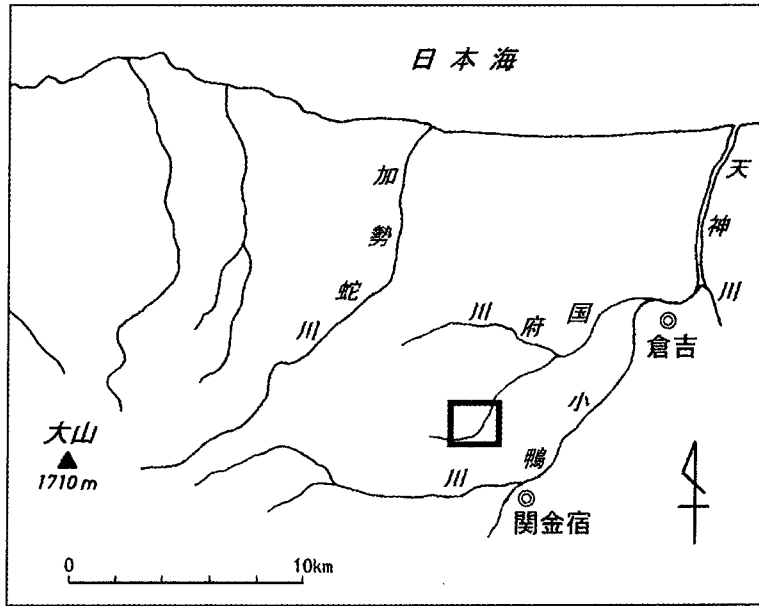 日本海
天神川
加勢蛇川
国府川
倉吉
小鴨川
大山
1710 m
関金宿
0 10km